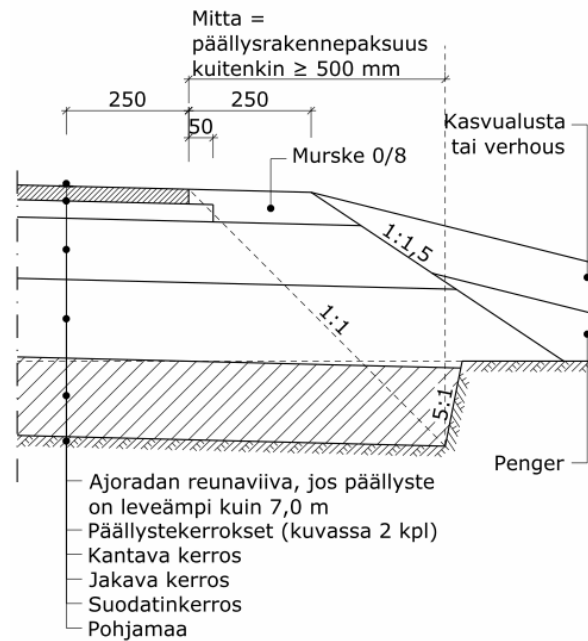 Mitta =
päällysrakennepaksuus
kuitenkin ≥ 500 mm
250
250
50
Kasvualusta
tai verhous
Murske 0/8
1:1,5
1:1
5:1
Penger
Ajoradan reunaviiva, jos päällyste
on leveämpi kuin 7,0 m
Päällystekerrokset (kuvassa 2 kpl)
Kantava kerros
Jakava kerros
Suodatinkerros
Pohjamaa